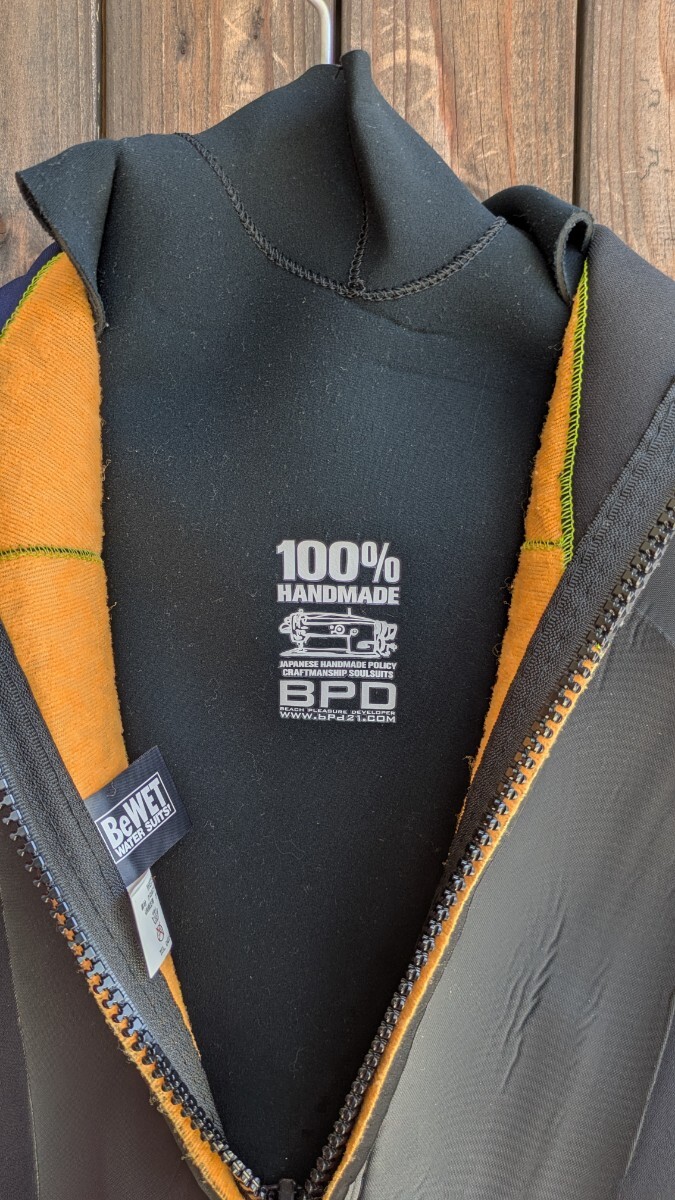 100%
HANDMADE
JAPANESE HANDMADE POLICY
CRAFTMANSHIP SOULSUITS
BPD
BEACH PLEASURE DEVELOPER
WWW.bPd21.COM
BeWET
WATER SUITS!